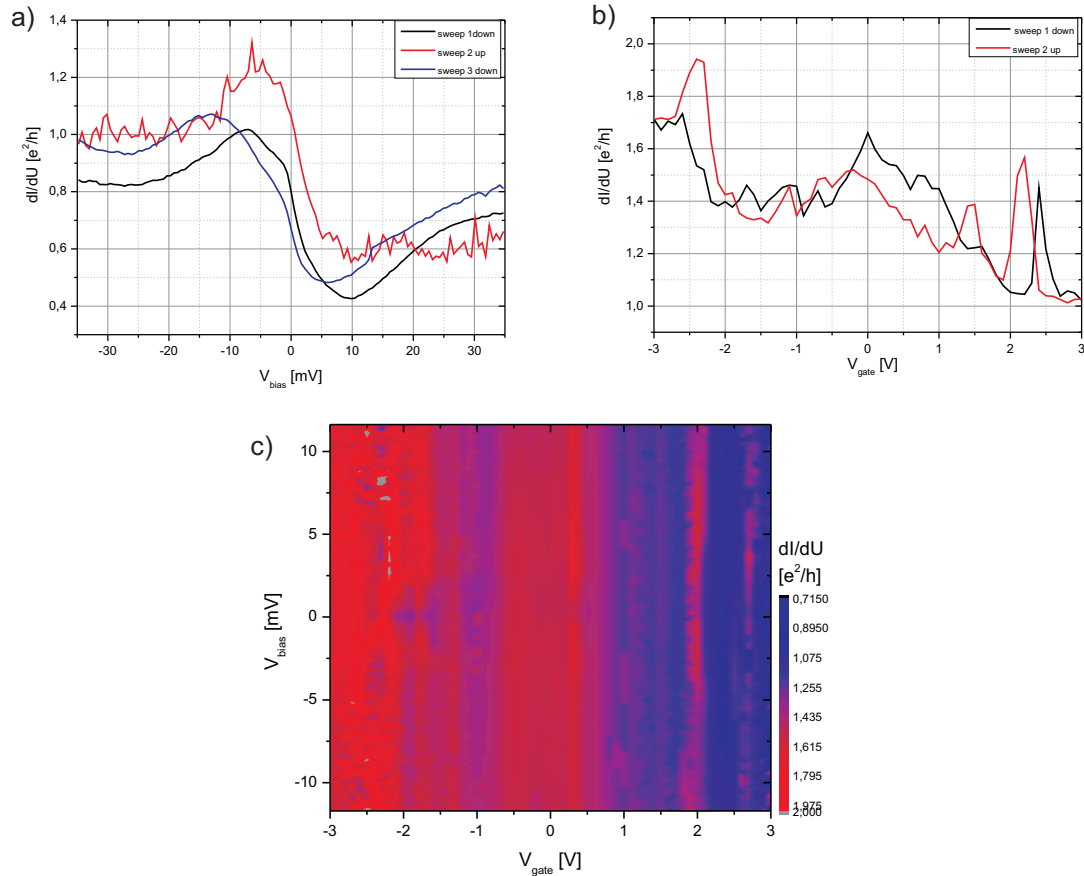 a)
1,4
1,2
1,0
0,8
0,6
0,4
dI/dU [e²/h]
-30 -20 -10 0 10 20 30
V_bias [mV]
sweep 1down
sweep 2 up
sweep 3 down
b)
2,0
1,8
1,6
1,4
1,2
1,0
dI/dU [e²/h]
-3 -2 -1 0 1 2 3
V_gate [V]
sweep 1 down
sweep 2 up
c)
10
5
0
-5
-10
V_bias [mV]
-3 -2 -1 0 1 2 3
V_gate [V]
dI/dU
[e²/h]
0,7150
0,8950
1,075
1,255
1,435
1,615
1,795
1,975
2,000